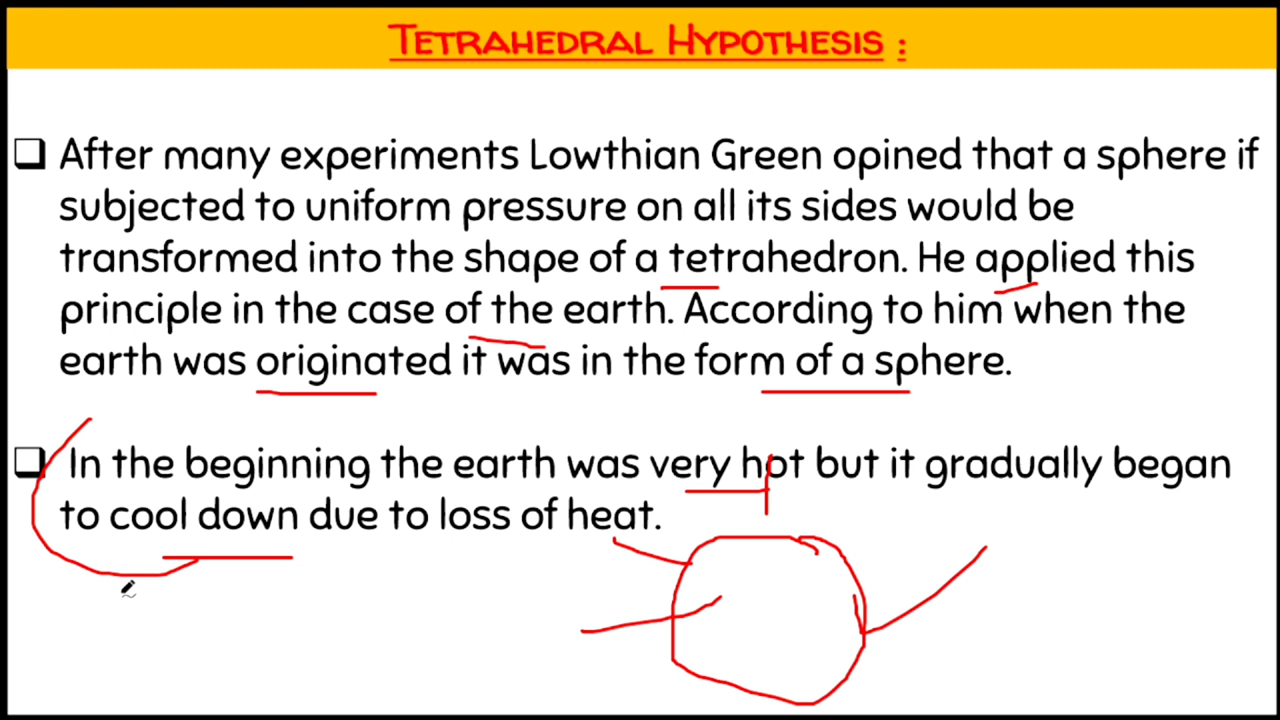 TETRAHEDRAL HYPOTHESIS :
After many experiments Lowthian Green opined that a sphere if
subjected to uniform pressure on all its sides would be
transformed into the shape of a tetrahedron. He applied this
principle in the case of the earth. According to him when the
earth was originated it was in the form of a sphere.
In the beginning the earth was very hot but it gradually began
to cool down due to loss of heat.